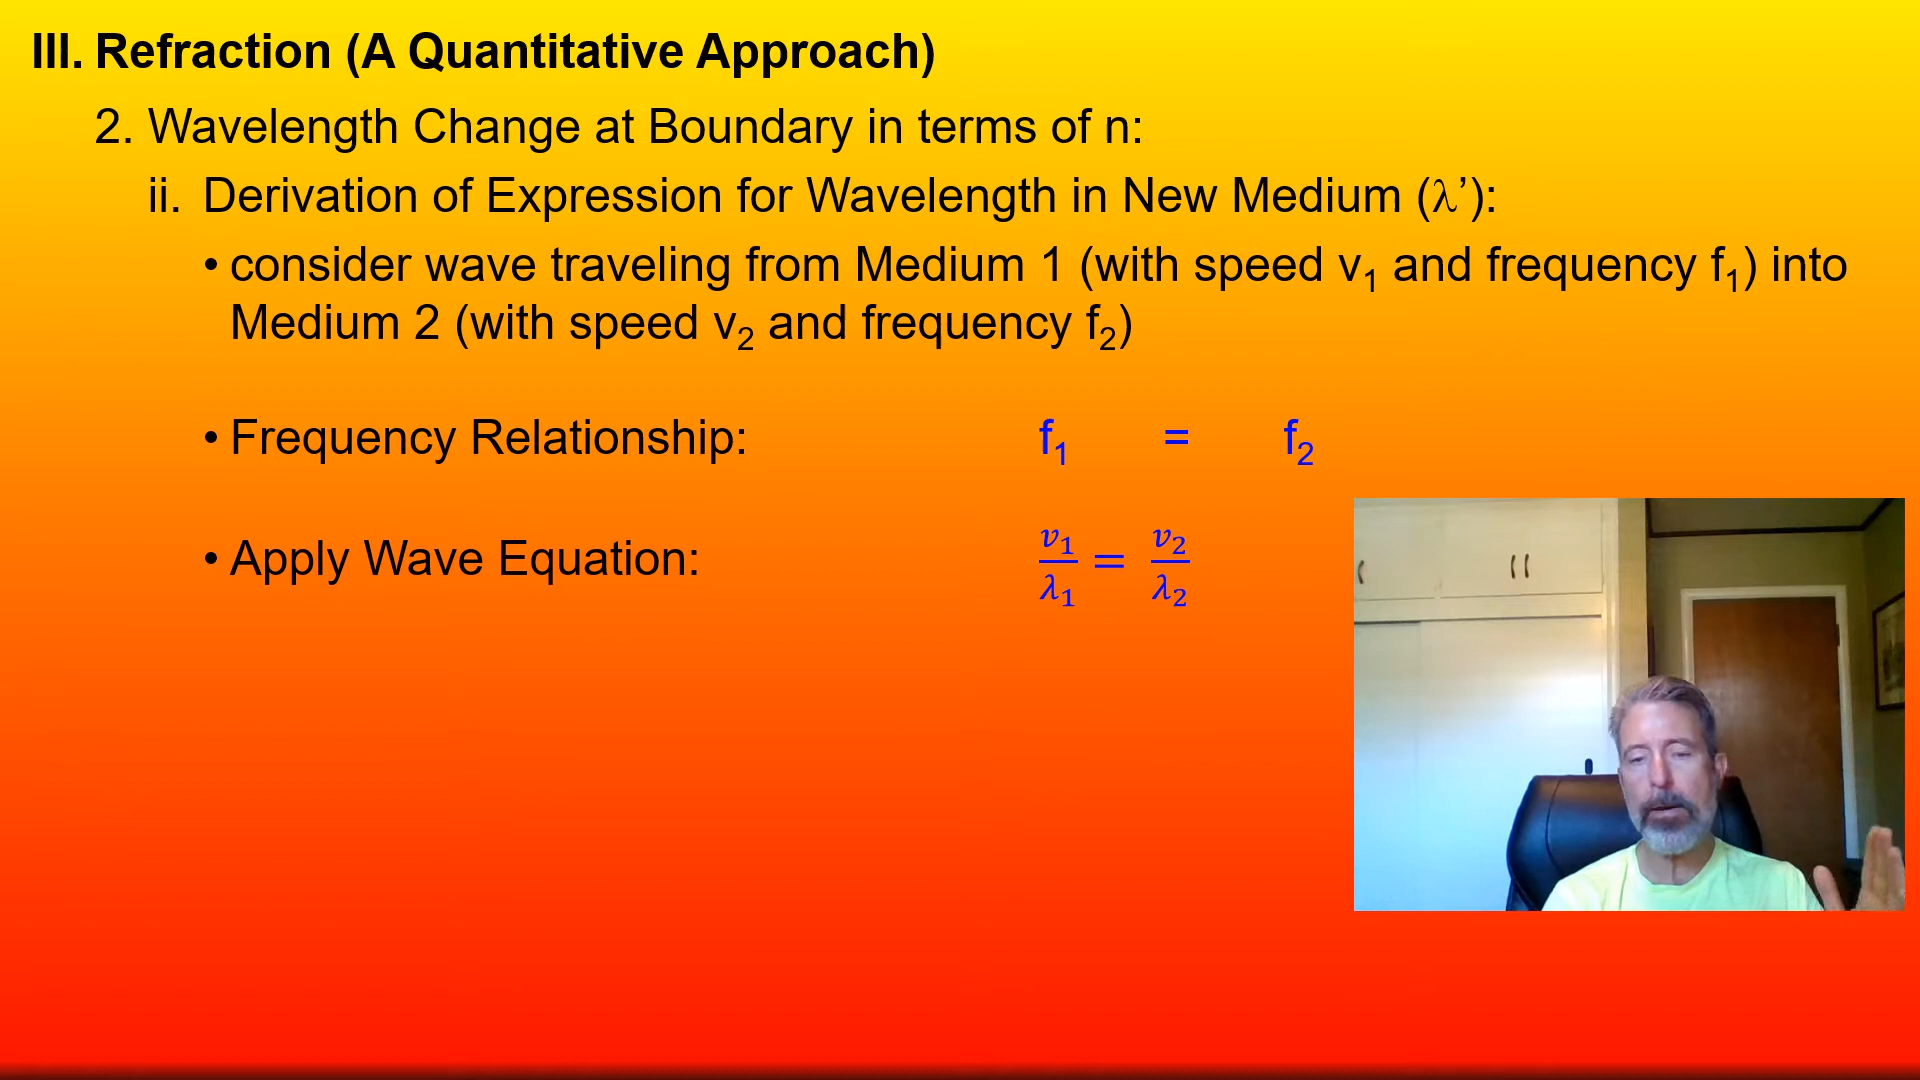 III. Refraction (A Quantitative Approach)
2. Wavelength Change at Boundary in terms of n:
ii. Derivation of Expression for Wavelength in New Medium (λ’):
• consider wave traveling from Medium 1 (with speed v₁ and frequency f₁) into
Medium 2 (with speed v₂ and frequency f₂)
• Frequency Relationship: f₁ = f₂
• Apply Wave Equation: v₁/λ₁ = v₂/λ₂